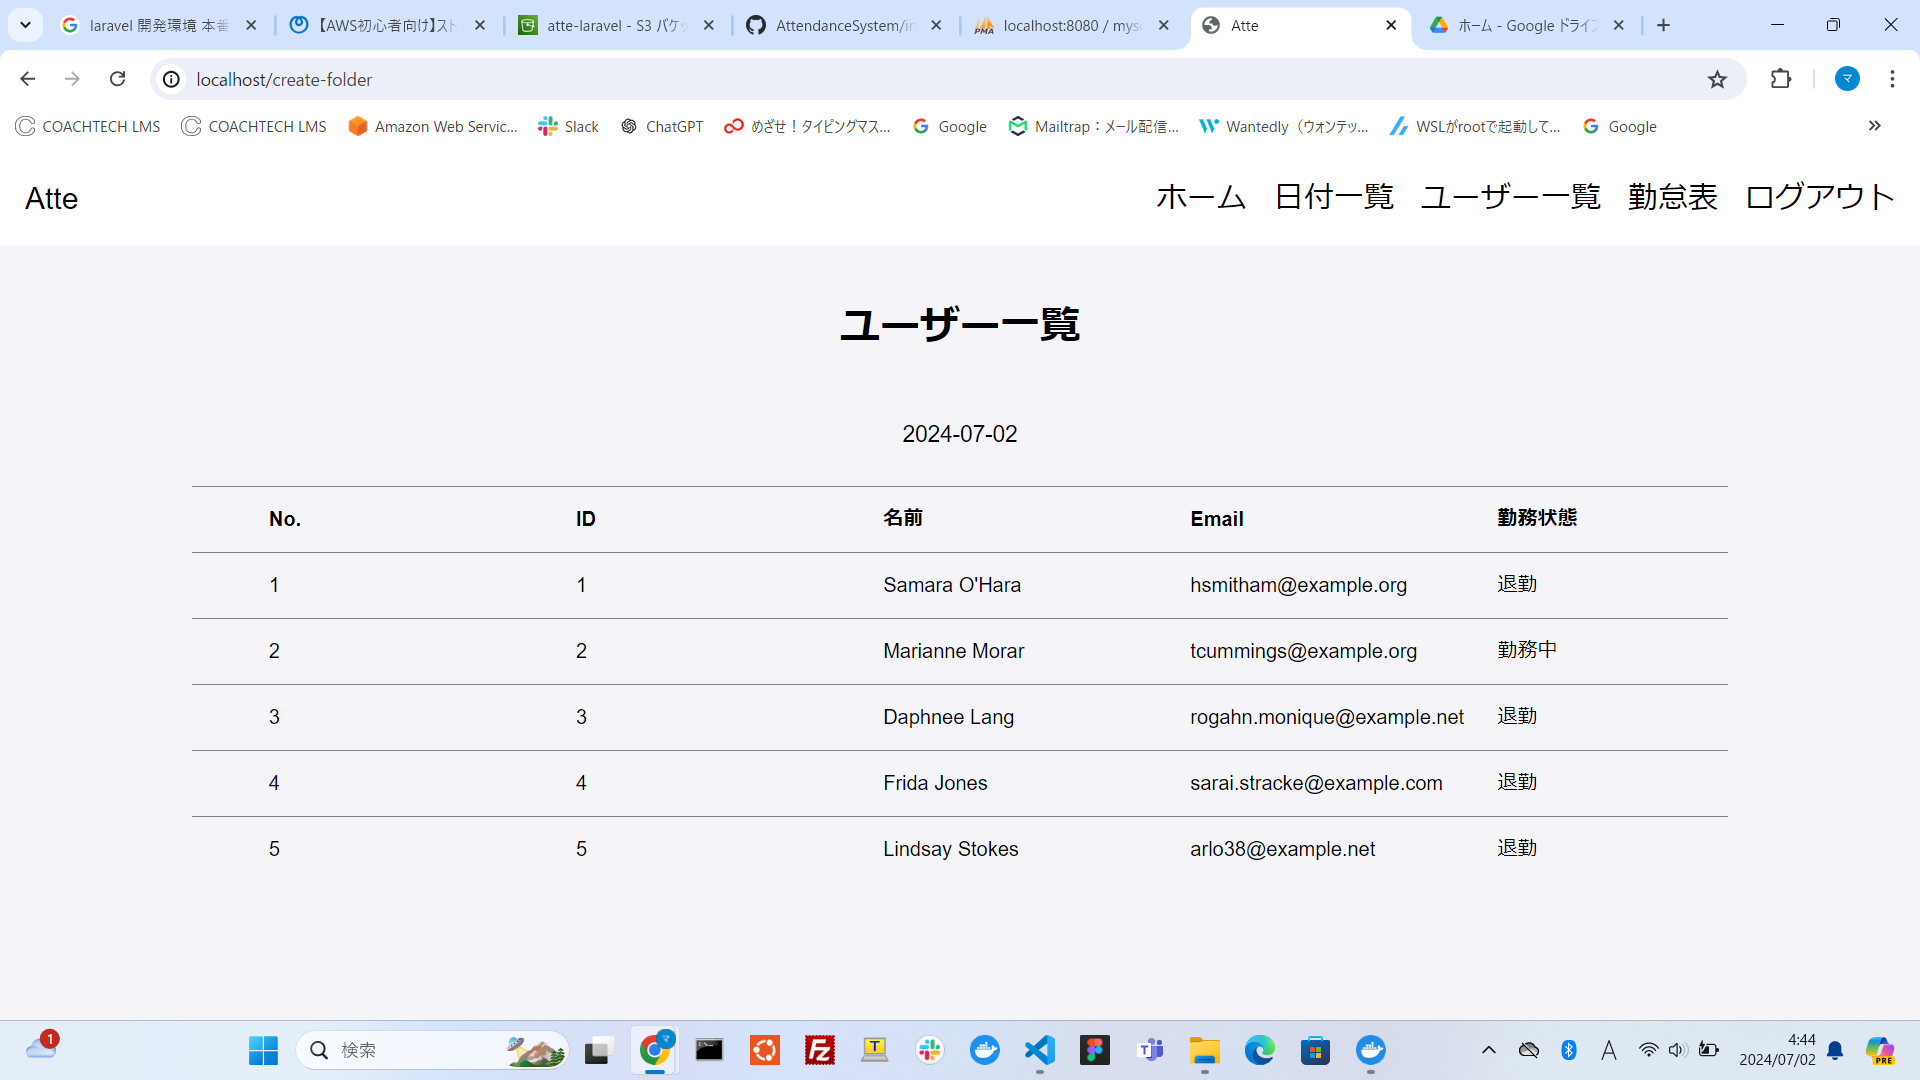 laravel 開発環境 本番
【AWS初心者向け】スト
atte-laravel - S3 バケッ
AttendanceSystem/in
localhost:8080 / mys
Atte
ホーム - Google ドライブ
localhost/create-folder
マ
COACHTECH LMS
COACHTECH LMS
Amazon Web Servic...
Slack
ChatGPT
めざせ！タイピングマス...
Google
Mailtrap：メール配信...
Wantedly（ウォンテッ...
WSLがrootで起動して...
Google
Atte
ホーム 日付一覧 ユーザー一覧 勤怠表 ログアウト
ユーザー一覧
2024-07-02
No. ID 名前 Email 勤務状態
1 1 Samara O'Hara hsmitham@example.org 退勤
2 2 Marianne Morar tcummings@example.org 勤務中
3 3 Daphnee Lang rogahn.monique@example.net 退勤
4 4 Frida Jones sarai.stracke@example.com 退勤
5 5 Lindsay Stokes arlo38@example.net 退勤
1
検索
A
4:44
2024/07/02
PRE